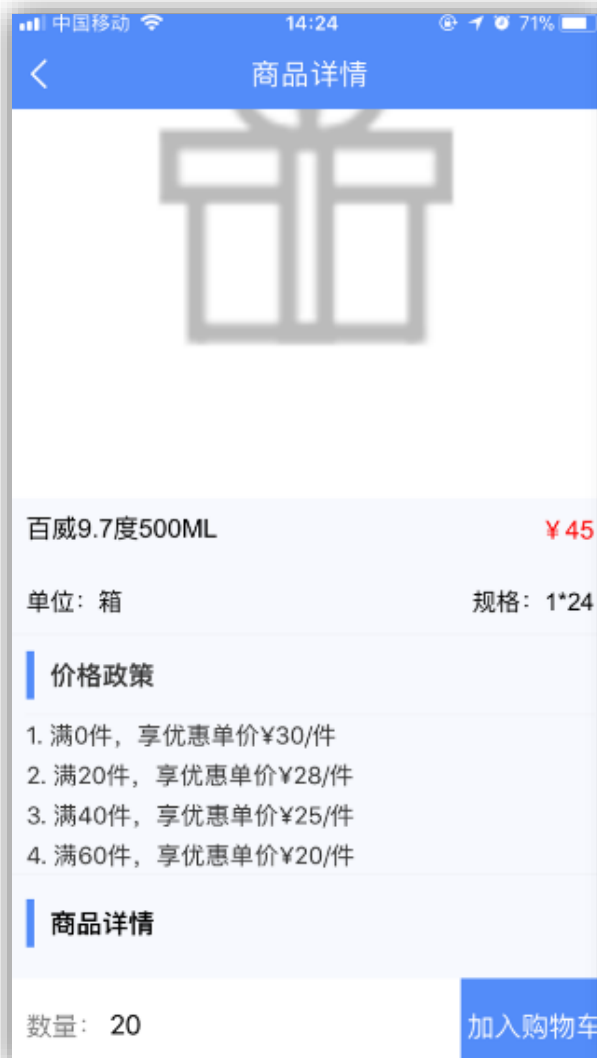 中国移动 14:24 71%
商品详情
百威9.7度500ML ¥45
单位：箱 规格：1*24
价格政策
1. 满0件，享优惠单价¥30/件
2. 满20件，享优惠单价¥28/件
3. 满40件，享优惠单价¥25/件
4. 满60件，享优惠单价¥20/件
商品详情
数量： 20 加入购物车